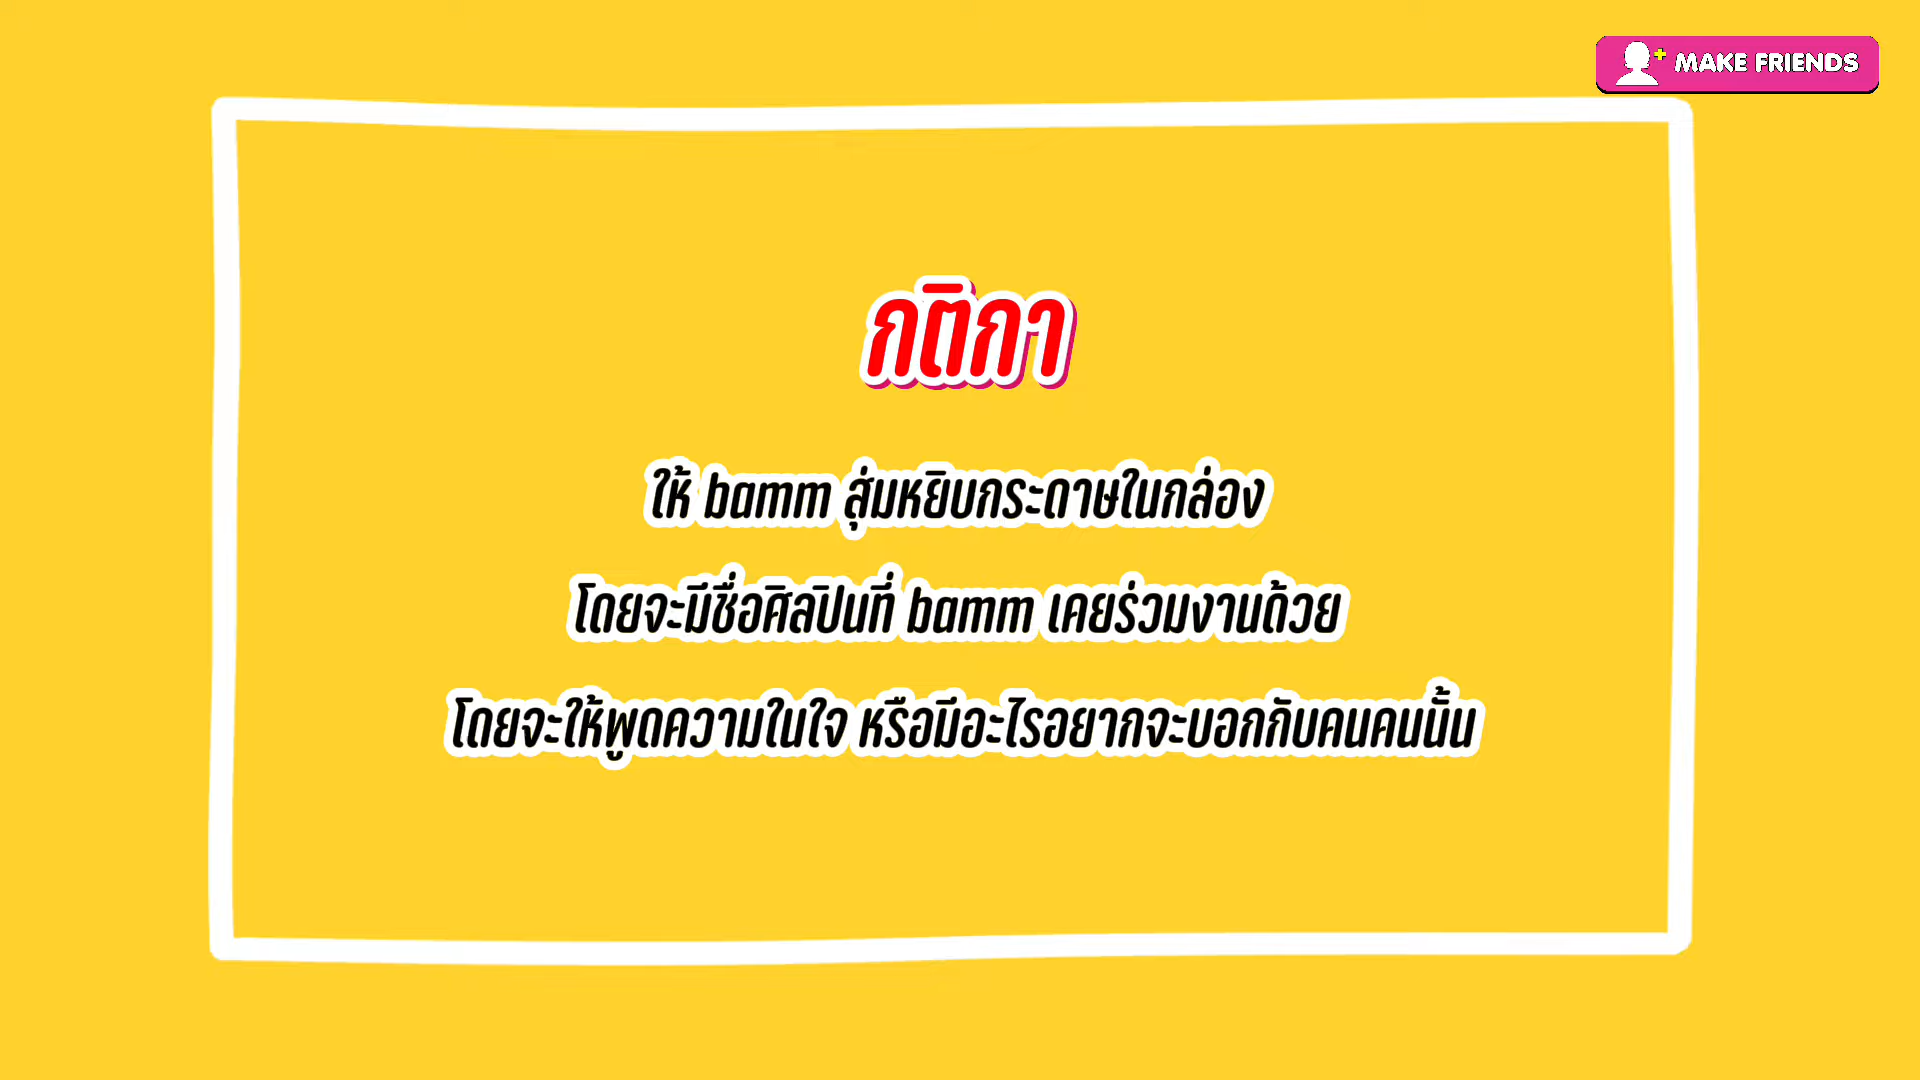 MAKE FRIENDS
กติกา
ให้ bamm สุ่มหยิบกระดาษในกล่อง
โดยจะมีชื่อศิลปินที่ bamm เคยร่วมงานด้วย
โดยจะให้พูดความในใจ หรือมีอะไรอยากจะบอกกับคนคนนั้น